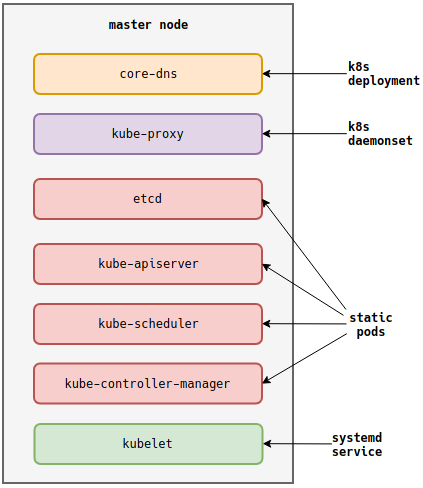 master node
core-dns
k8s
deployment
kube-proxy
k8s
daemonset
etcd
kube-apiserver
kube-scheduler
static
pods
kube-controller-manager
kubelet
systemd
service